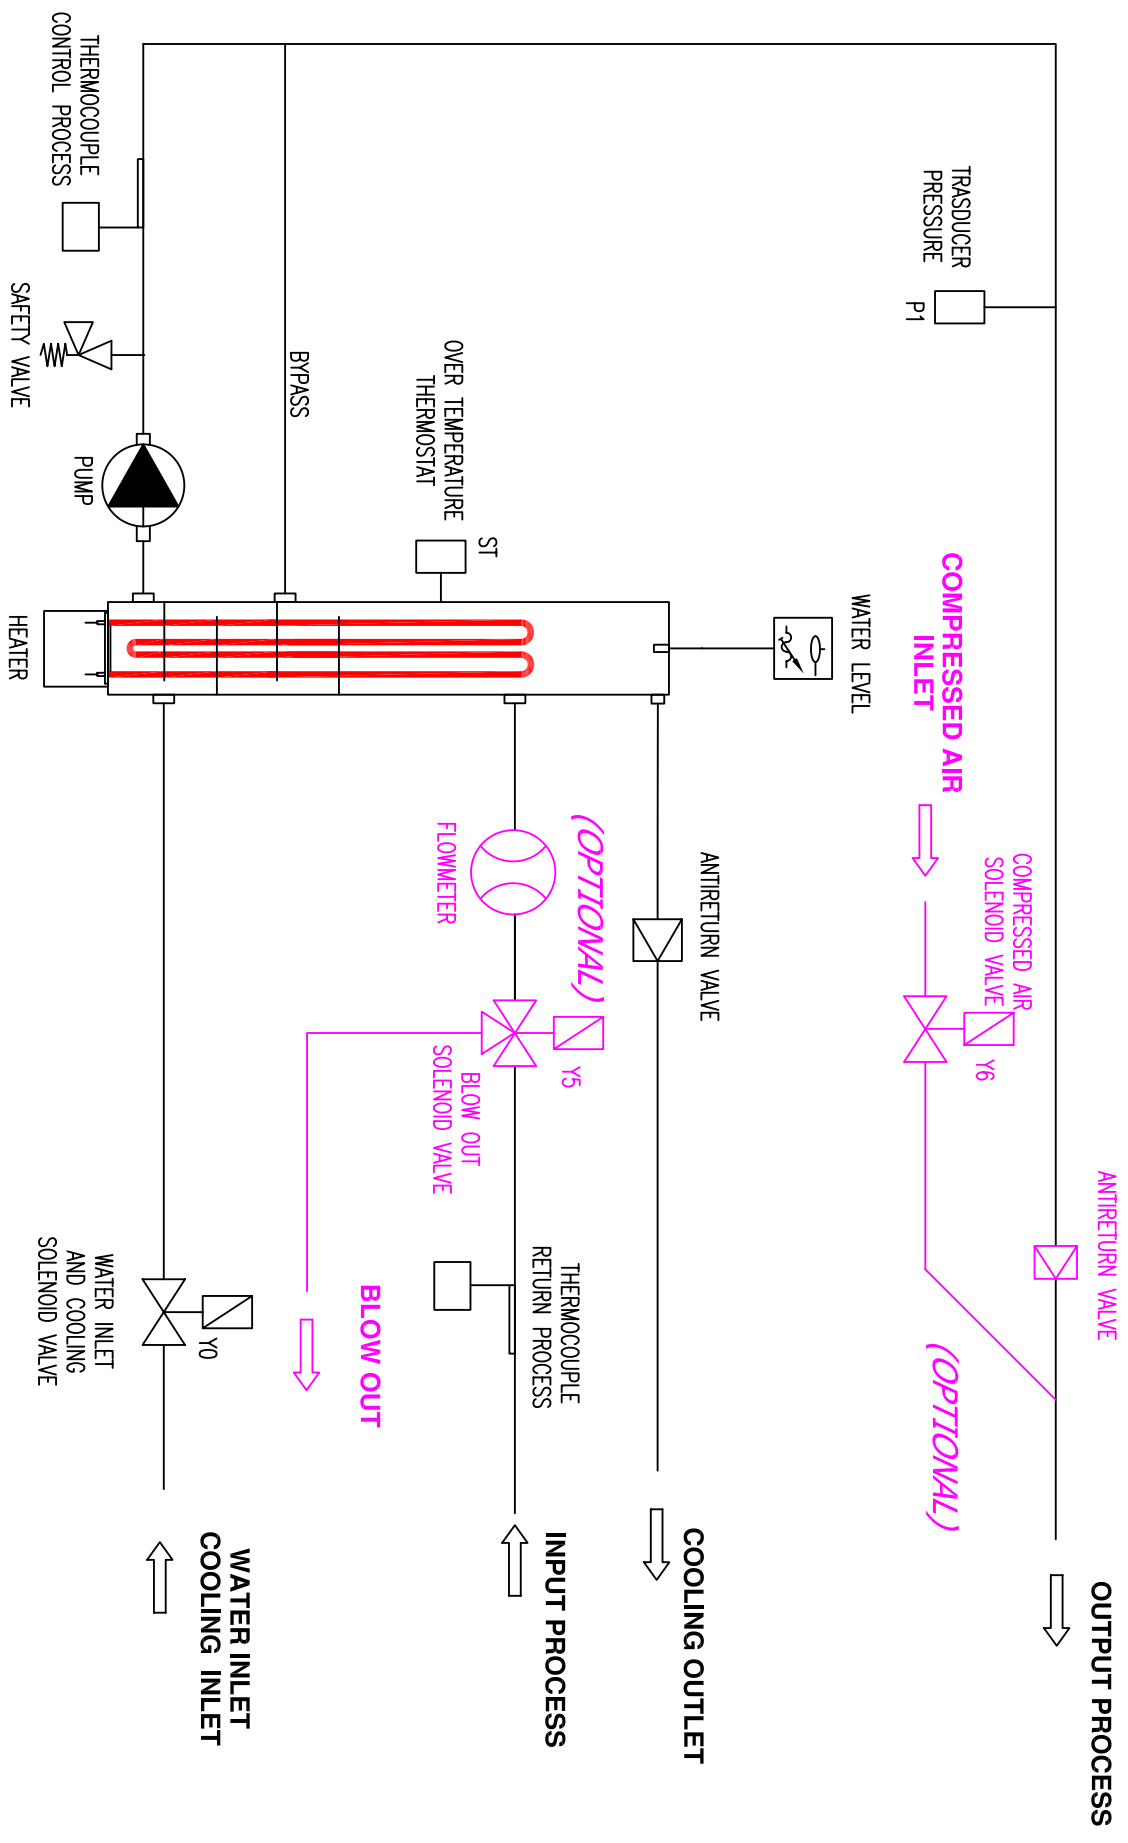 OUTPUT PROCESS
ANTIRETURN VALVE
TRASDUCER
PRESSURE
P1
COMPRESSED AIR
INLET
COMPRESSED AIR
SOLENOID VALVE
Y6
(OPTIONAL)
WATER LEVEL
COOLING OUTLET
ANTIRETURN VALVE
(OPTIONAL)
Y5
INPUT PROCESS
THERMOCOUPLE
RETURN PROCESS
ST
OVER TEMPERATURE
THERMOSTAT
FLOWMETER
BLOW OUT
SOLENOID VALVE
BLOW OUT
BYPASS
WATER INLET
COOLING INLET
Y0
WATER INLET
AND COOLING
SOLENOID VALVE
THERMOCOUPLE
CONTROL PROCESS
PUMP
SAFETY VALVE
HEATER